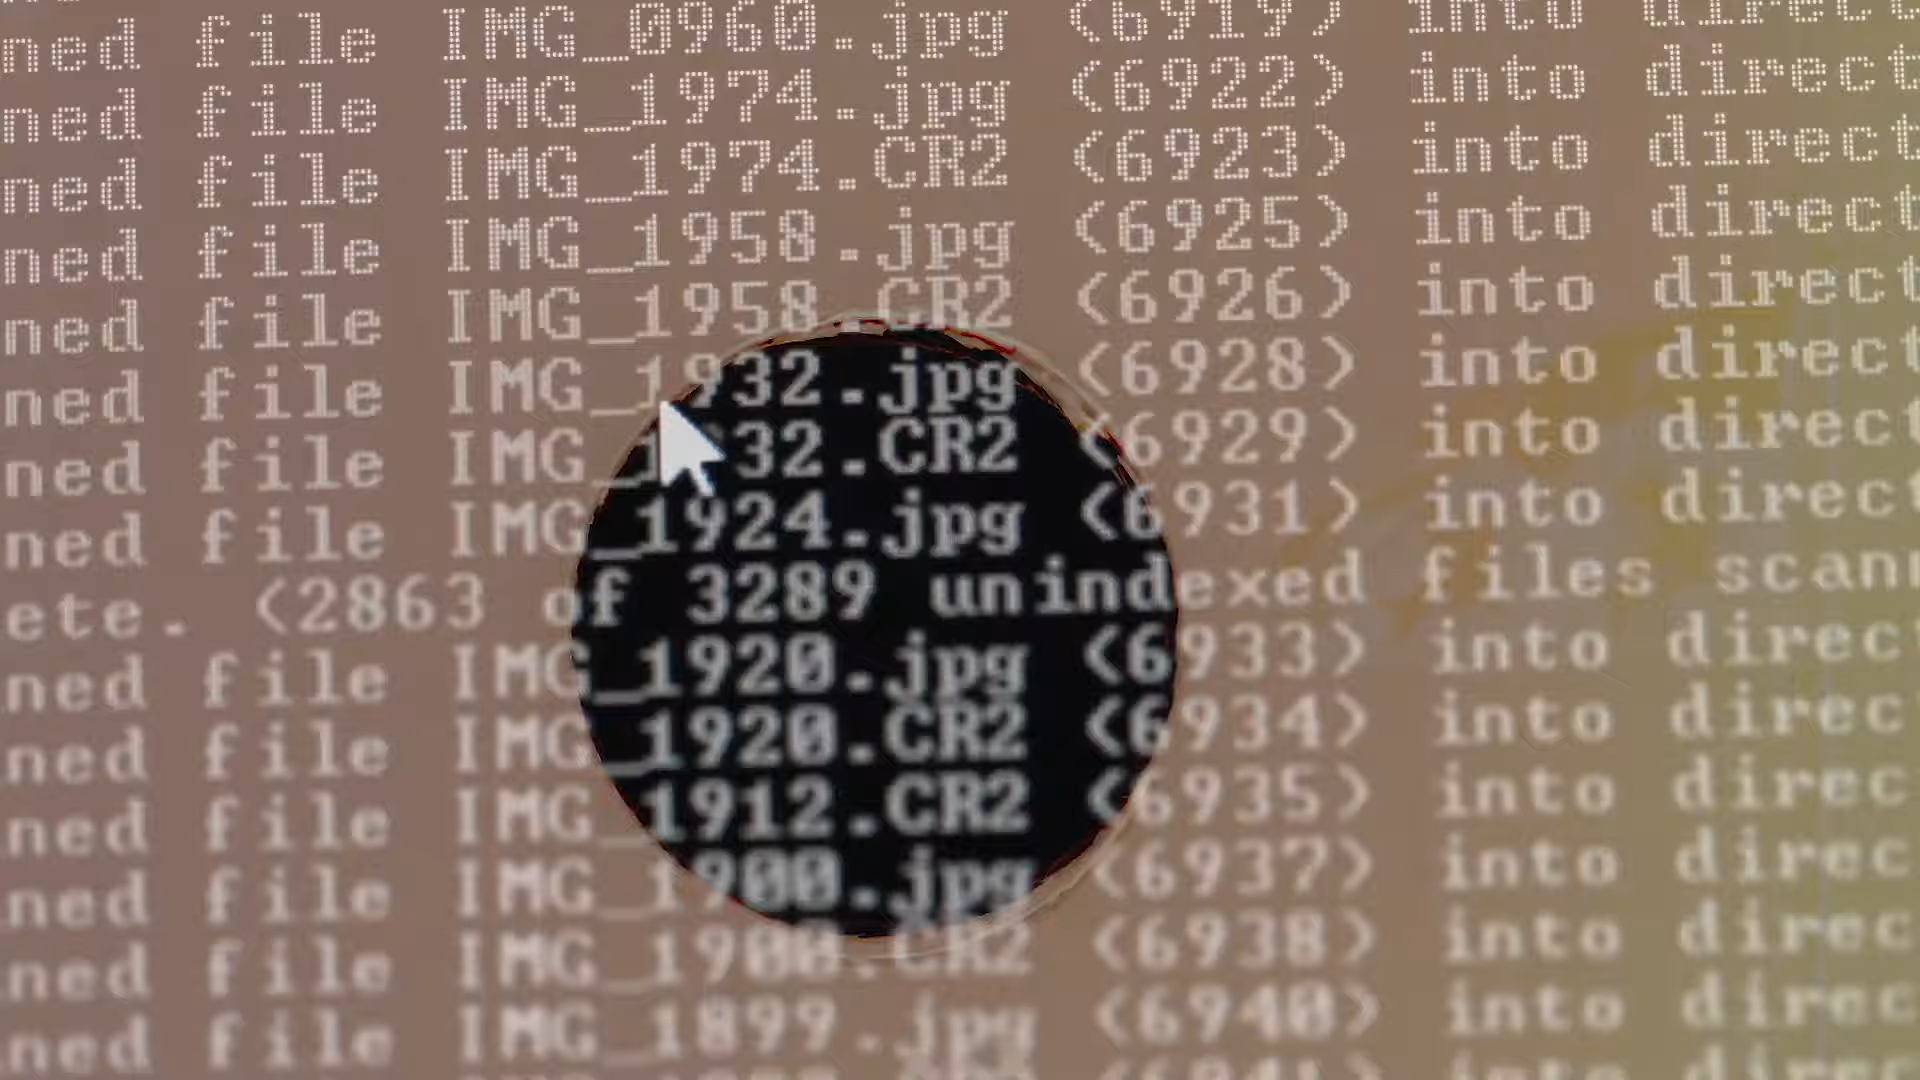 ned file IMG_0960.jpg (6919) into direct
ned file IMG_1974.jpg (6922) into direct
ned file IMG_1974.CR2 (6923) into direct
ned file IMG_1958.jpg (6925) into direct
ned file IMG_1958.CR2 (6926) into direct
ned file IMG_1932.jpg (6928) into direct
ned file IMG_1932.CR2 (6929) into direct
ned file IMG_1924.jpg (6931) into direct
ete. (2863 of 3289 unindexed files scann
ned file IMG_1920.jpg (6933) into direct
ned file IMG_1920.CR2 (6934) into direc
ned file IMG_1912.CR2 (6935) into direc
ned file IMG_1900.jpg (6937) into direc
ned file IMG_1900.CR2 (6938) into direc
ned file IMG_1899.jpg (6940) into direc